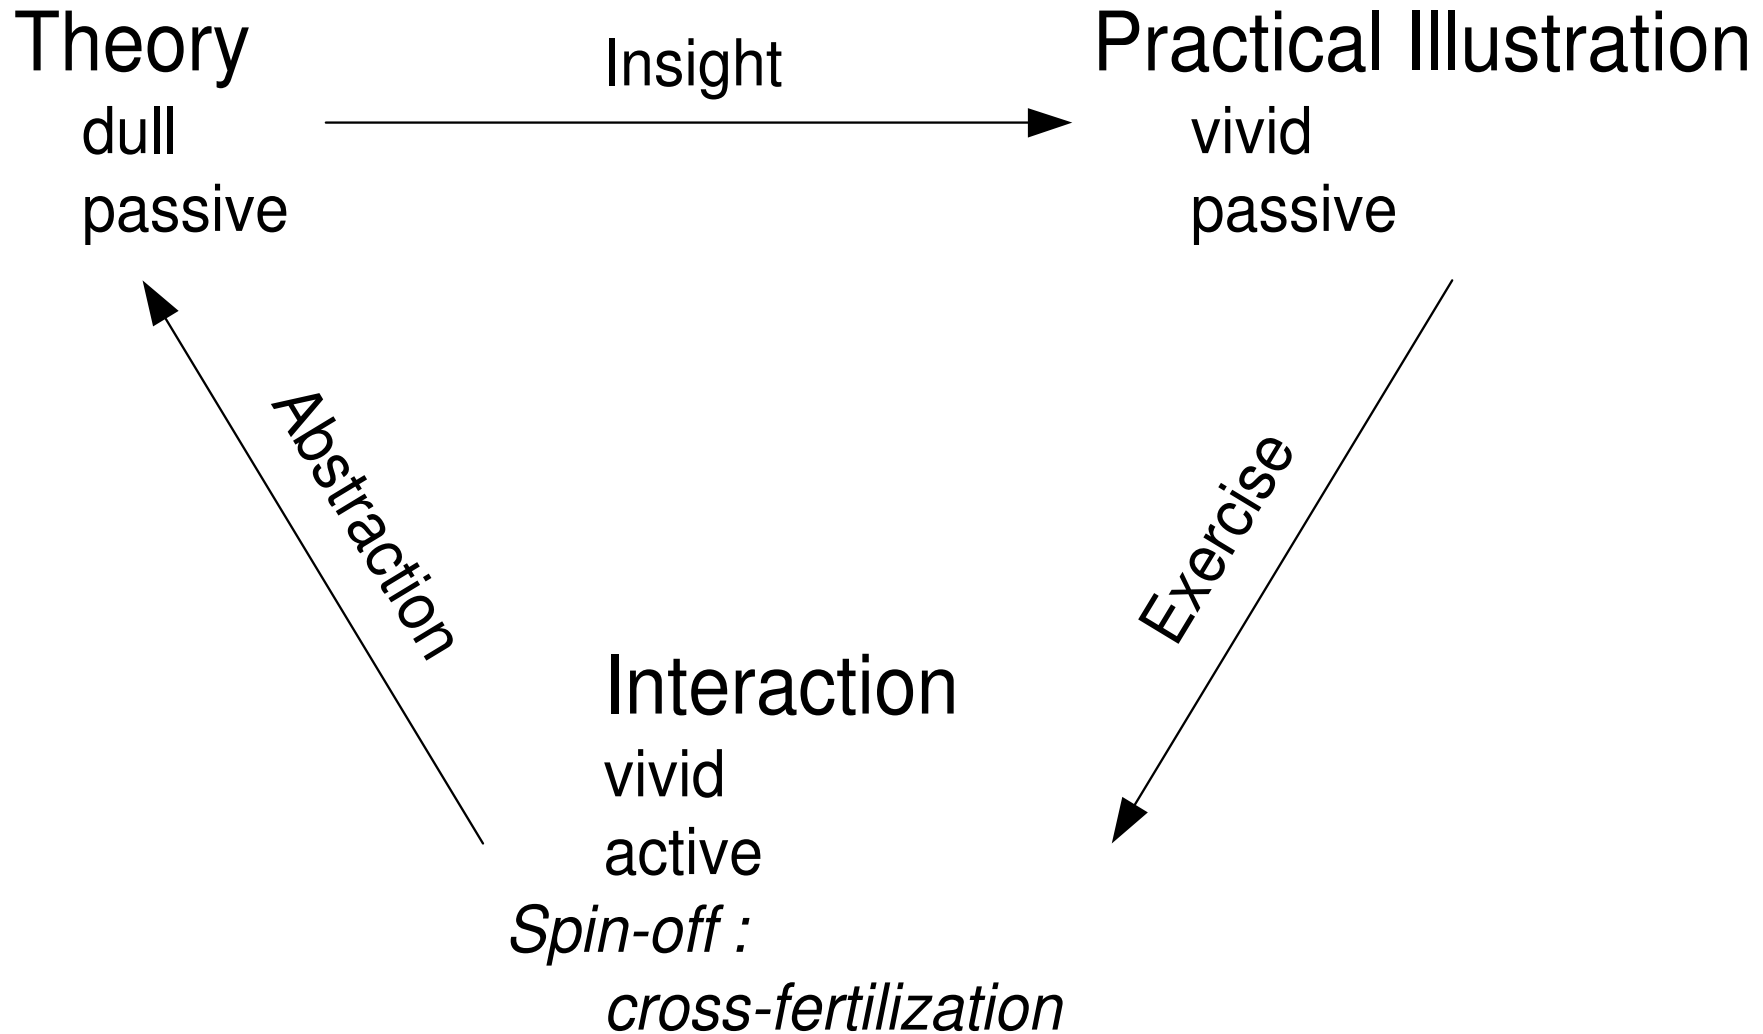 Theory
dull
passive
Insight
Practical Illustration
vivid
passive
Abstraction
Exercise
Interaction
vivid
active
Spin-off :
cross-fertilization